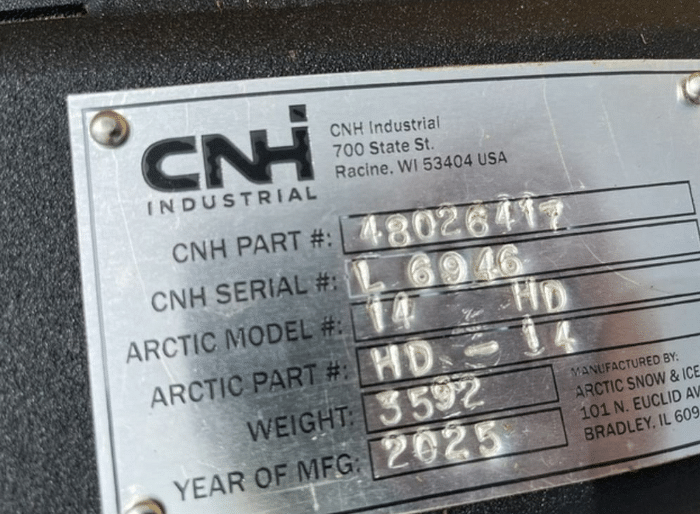 CNH
INDUSTRIAL
CNH Industrial
700 State St.
Racine, WI 53404 USA
CNH PART #: 48026417
CNH SERIAL #: L 6946
ARCTIC MODEL #: 14 HD
ARCTIC PART #: HD - 14
WEIGHT: 3592
YEAR OF MFG: 2025
MANUFACTURED BY:
ARCTIC SNOW & ICE
101 N. EUCLID AV
BRADLEY, IL 609